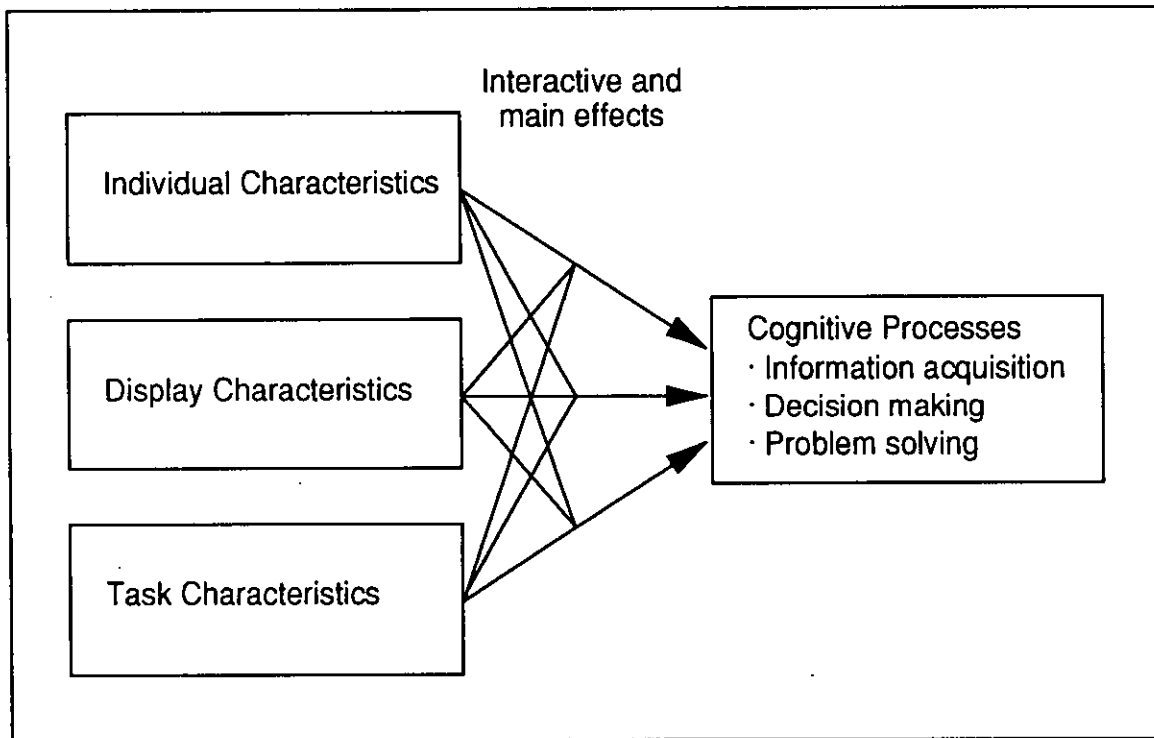 Interactive and
main effects
Individual Characteristics
Display Characteristics
Task Characteristics
Cognitive Processes
· Information acquisition
· Decision making
· Problem solving